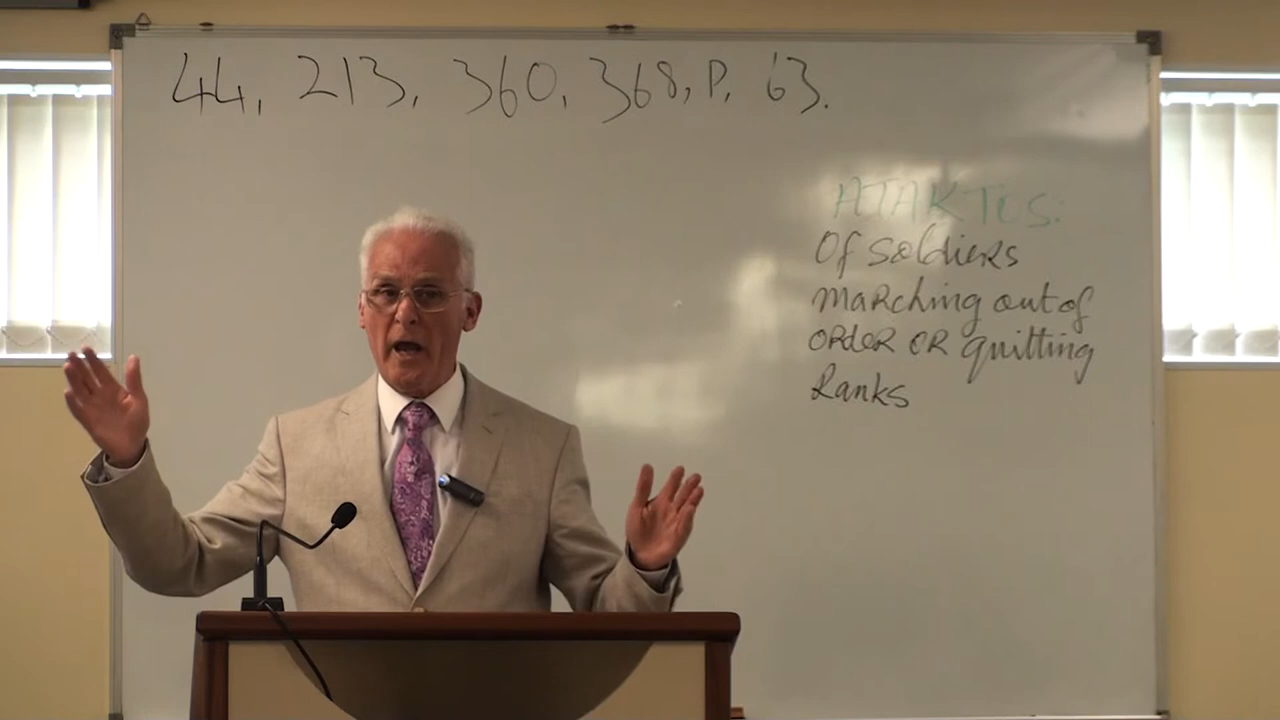 44, 213, 360, 368, P, 63.
ATAKTOS:
Of soldiers
marching out of
order or quitting
Ranks